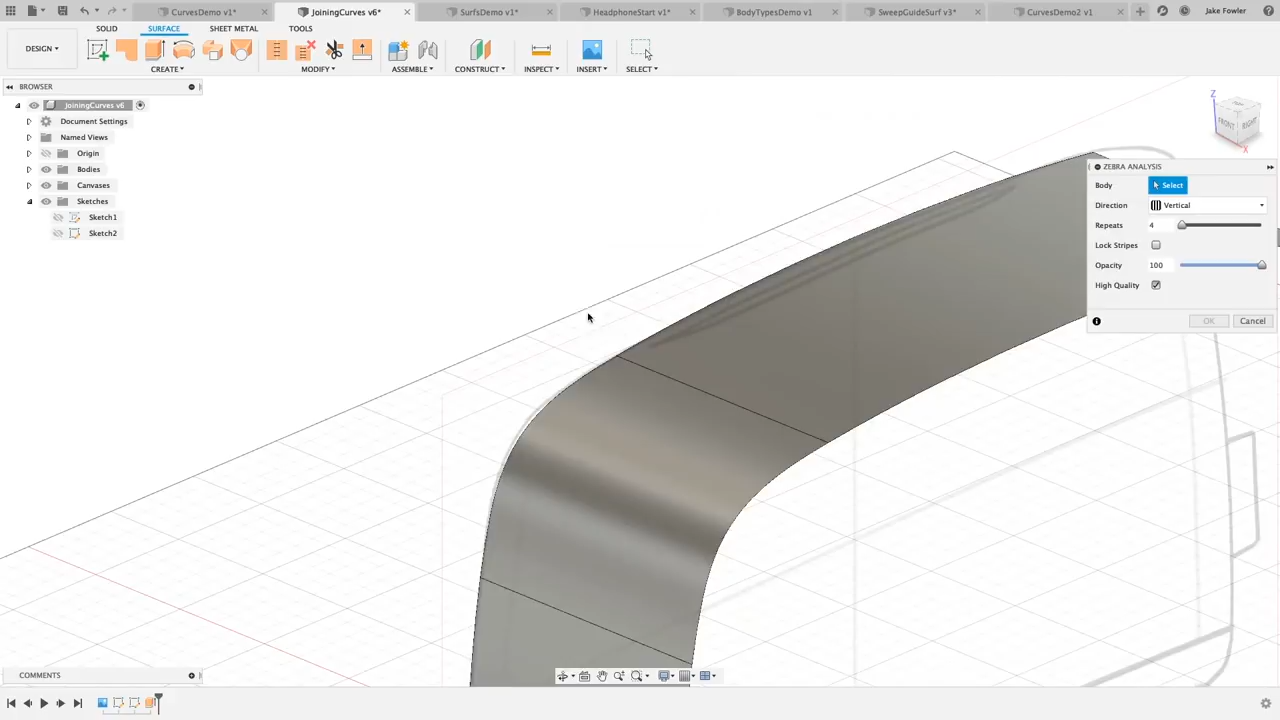 CurvesDemo v1*
JoiningCurves v6*
SurfsDemo v1*
HeadphoneStart v1*
BodyTypesDemo v1
SweepGuideSurf v3*
CurvesDemo2 v1
Jake Fowler
SOLID
SURFACE
SHEET METAL
TOOLS
DESIGN
CREATE
MODIFY
ASSEMBLE
CONSTRUCT
INSPECT
INSERT
SELECT
BROWSER
JoiningCurves v6
Document Settings
Named Views
Origin
Bodies
Canvases
Sketches
Sketch1
Sketch2
Z
FRONT
RIGHT
X
ZEBRA ANALYSIS
Body Select
Direction Vertical
Repeats 4
Lock Stripes
Opacity 100
High Quality
OK Cancel
COMMENTS